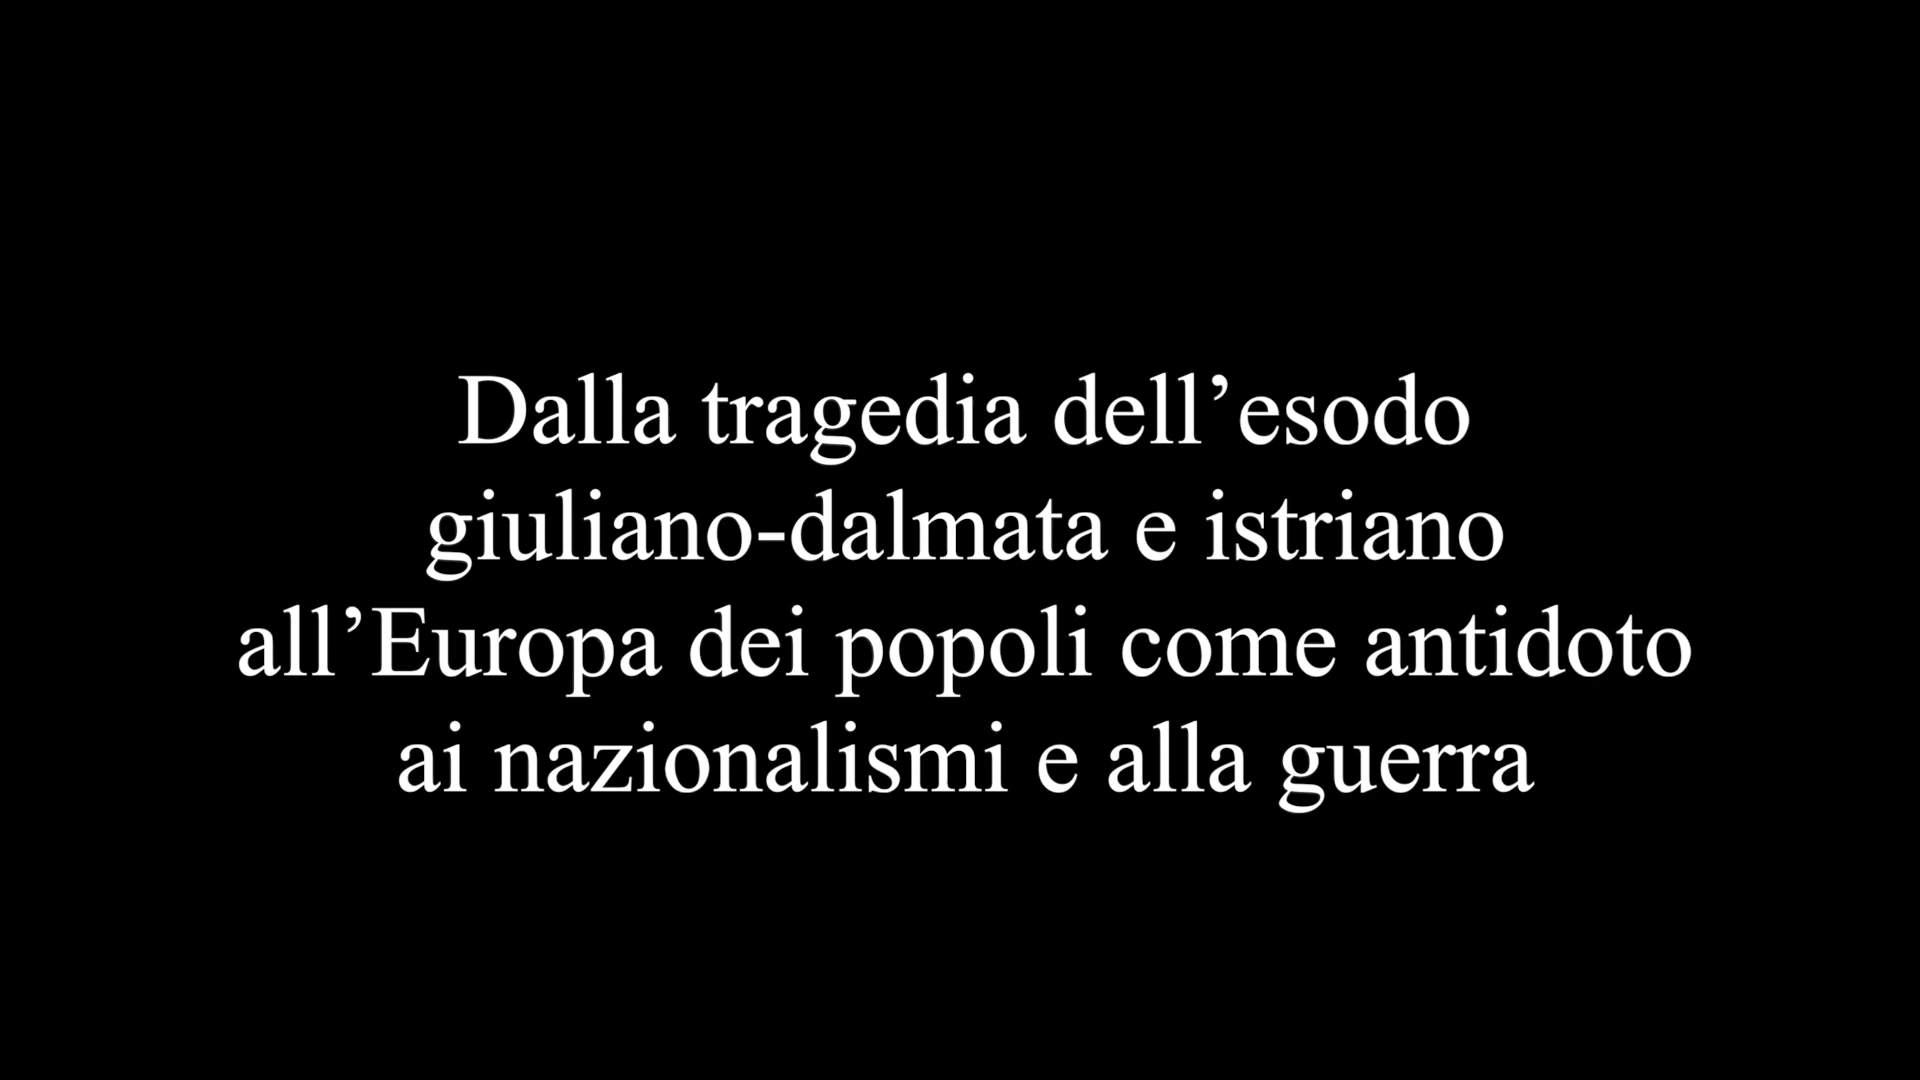 Dalla tragedia dell’esodo
giuliano-dalmata e istriano
all’Europa dei popoli come antidoto
ai nazionalismi e alla guerra